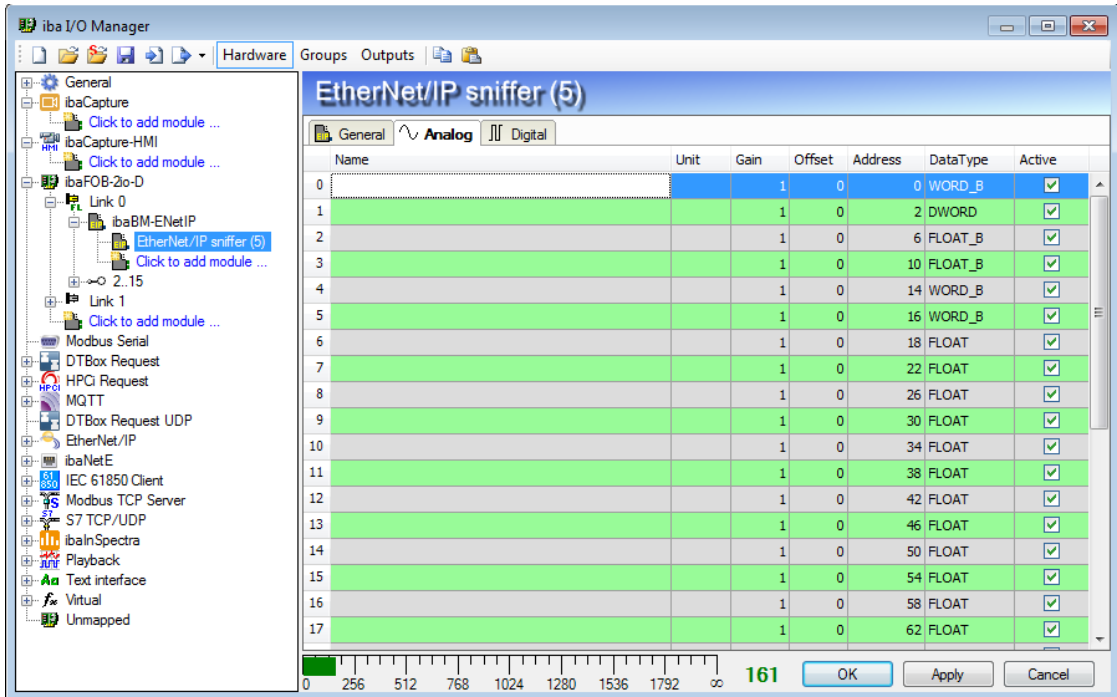 iba I/O Manager
Hardware Groups Outputs
General
ibaCapture
Click to add module ...
ibaCapture-HMI
Click to add module ...
ibaFOB-2io-D
Link 0
ibaBM-ENetIP
EtherNet/IP sniffer (5)
Click to add module ...
2..15
Link 1
Click to add module ...
Modbus Serial
DTBox Request
HPCi Request
MQTT
DTBox Request UDP
EtherNet/IP
ibaNetE
IEC 61850 Client
Modbus TCP Server
S7 TCP/UDP
ibaInSpectra
Playback
Text interface
Virtual
Unmapped
EtherNet/IP sniffer (5)
General Analog Digital
Name Unit Gain Offset Address DataType Active
0 1 0 0 WORD_B
1 1 0 2 DWORD
2 1 0 6 FLOAT_B
3 1 0 10 FLOAT_B
4 1 0 14 WORD_B
5 1 0 16 WORD_B
6 1 0 18 FLOAT
7 1 0 22 FLOAT
8 1 0 26 FLOAT
9 1 0 30 FLOAT
10 1 0 34 FLOAT
11 1 0 38 FLOAT
12 1 0 42 FLOAT
13 1 0 46 FLOAT
14 1 0 50 FLOAT
15 1 0 54 FLOAT
16 1 0 58 FLOAT
17 1 0 62 FLOAT
0 256 512 768 1024 1280 1536 1792 ∞ 161 OK Apply Cancel